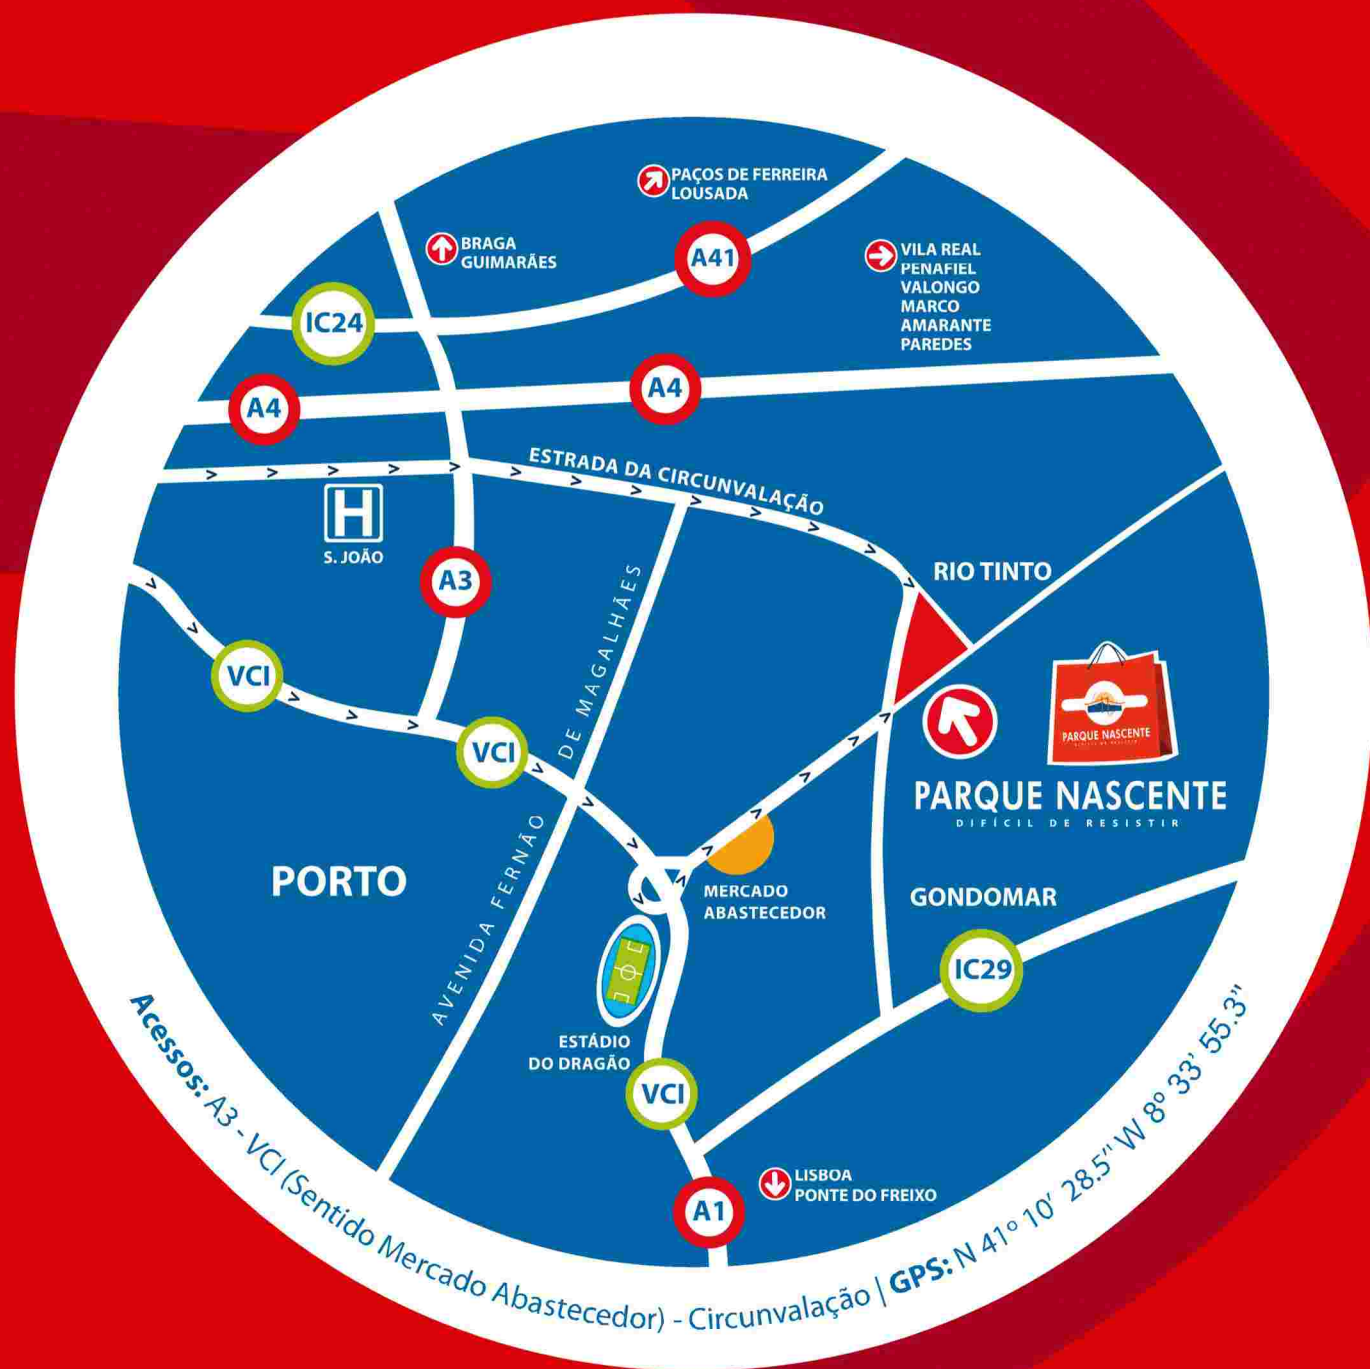 PAÇOS DE FERREIRA
LOUSADA
BRAGA
GUIMARÃES
A41
VILA REAL
PENAFIEL
VALONGO
MARCO
AMARANTE
PAREDES
IC24
A4
A4
ESTRADA DA CIRCUNVALAÇÃO
H
S. JOÃO
A3
RIO TINTO
VCI
VCI
AVENIDA FERNÃO DE MAGALHÃES
PARQUE NASCENTE
PARQUE NASCENTE
DIFÍCIL DE RESISTIR
PORTO
MERCADO
ABASTECEDOR
GONDOMAR
IC29
ESTÁDIO
DO DRAGÃO
VCI
LISBOA
PONTE DO FREIXO
A1
Acessos: A3 - VCI (Sentido Mercado Abastecedor) - Circunvalação | GPS: N 41º 10' 28.5" W 8º 33' 55.3"